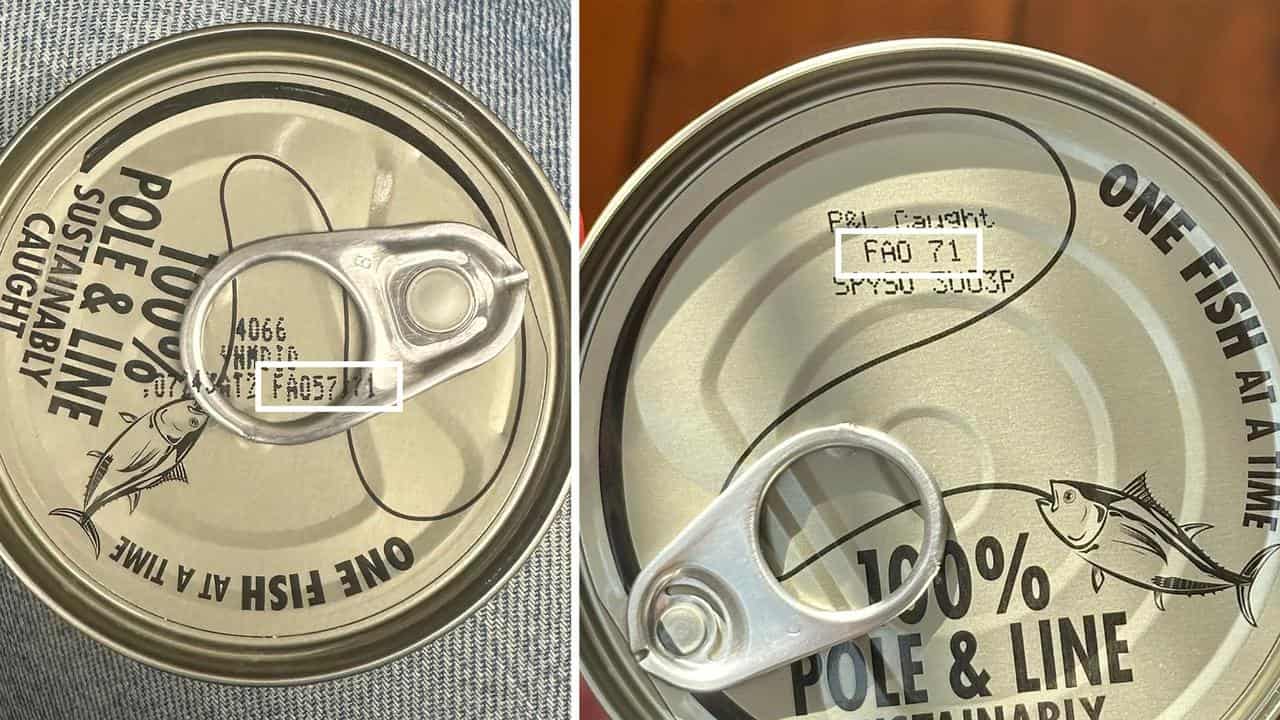 100%
POLE & LINE
SUSTAINABLY
CAUGHT
4066
ONE FISH AT A TIME
P&L Caught
FAO 71
ONE FISH AT A TIME
100%
POLE & LINE
SUSTAINABLY